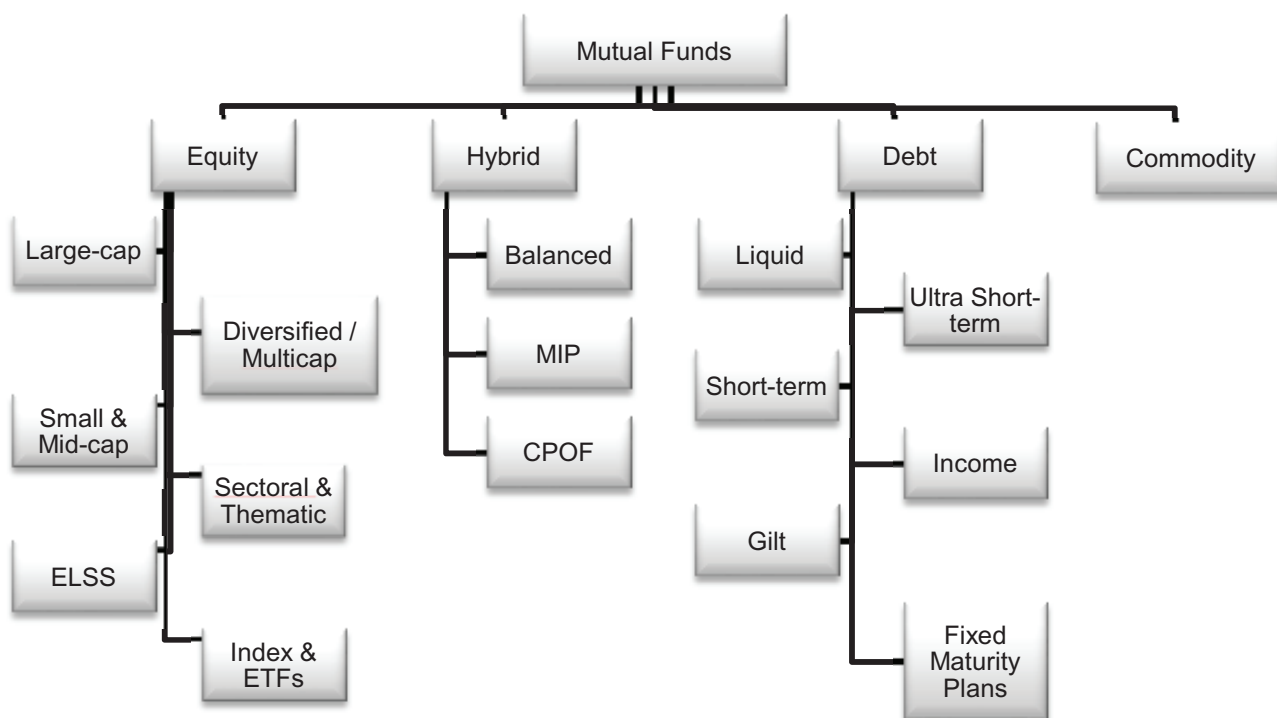 Mutual Funds
Equity
Hybrid
Debt
Commodity
Large-cap
Diversified /
Multicap
Small &
Mid-cap
Sectoral &
Thematic
ELSS
Index &
ETFs
Balanced
MIP
CPOF
Liquid
Ultra Short-
term
Short-term
Income
Gilt
Fixed
Maturity
Plans